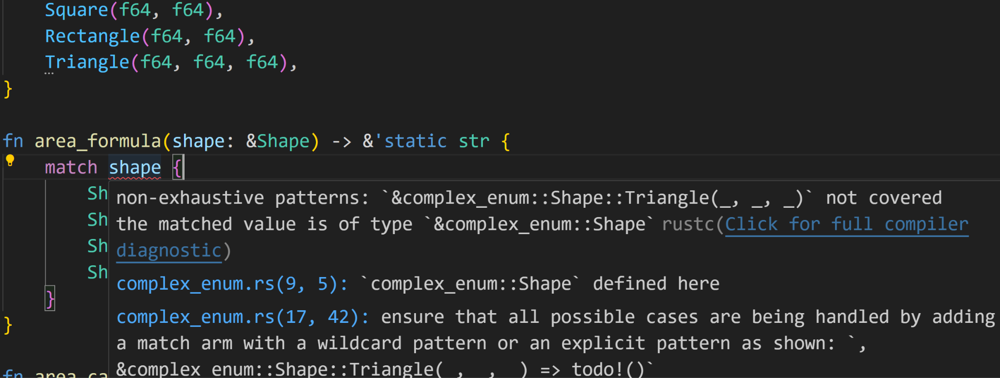 Square(f64, f64),
Rectangle(f64, f64),
Triangle(f64, f64, f64),
}
fn area_formula(shape: &Shape) -> &'static str {
match shape {
Sh
Sh
Sh
Sh
}
}
non-exhaustive patterns: `&complex_enum::Shape::Triangle(_, _, _)` not covered
the matched value is of type `&complex_enum::Shape` rustc(Click for full compiler
diagnostic)
complex_enum.rs(9, 5): `complex_enum::Shape` defined here
complex_enum.rs(17, 42): ensure that all possible cases are being handled by adding
a match arm with a wildcard pattern or an explicit pattern as shown: `,
&complex_enum::Shape::Triangle(_, _, _) => todo!()`
fn area_ca